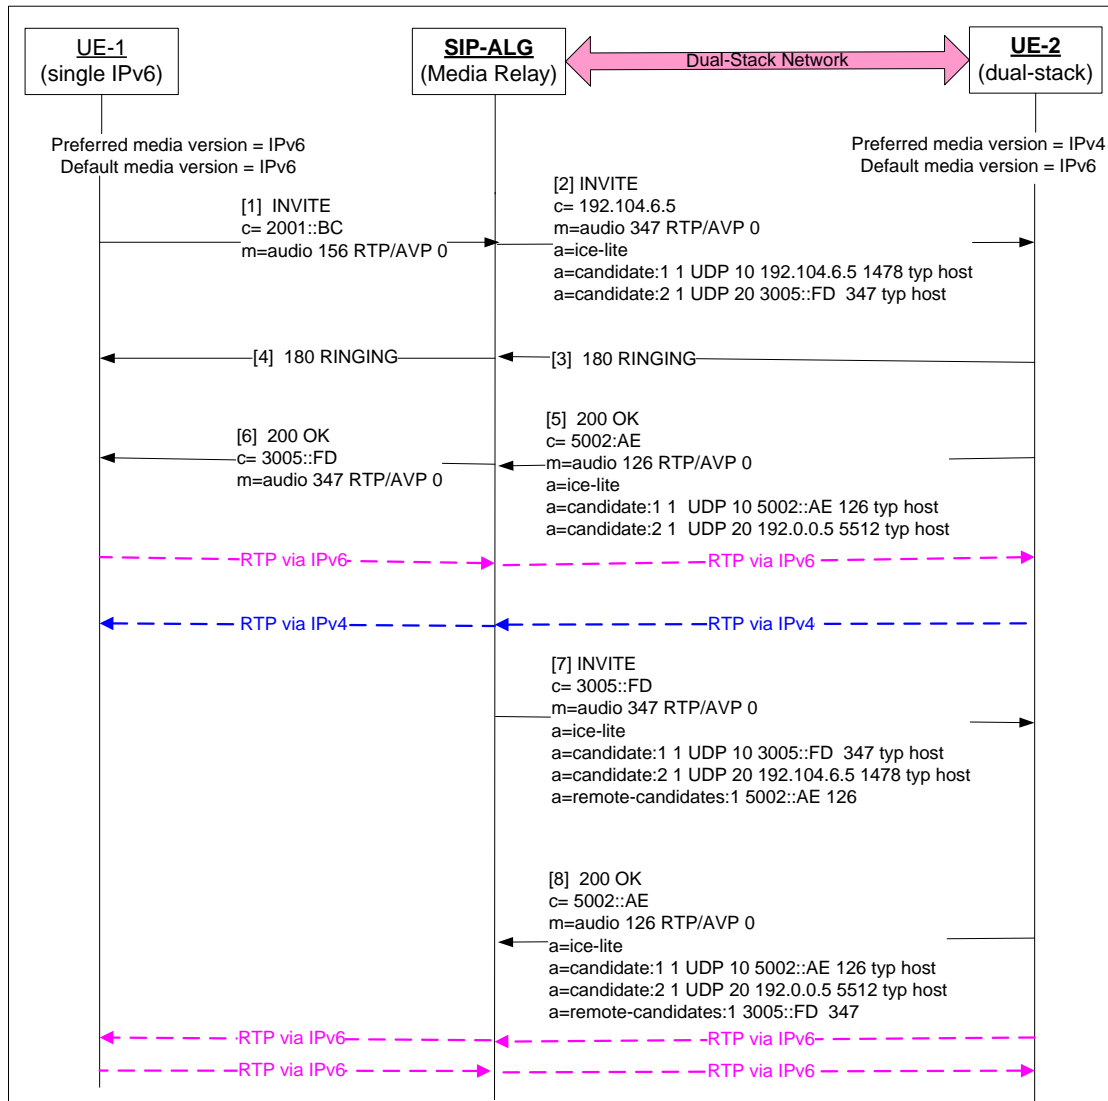 UE-1
(single IPv6)
SIP-ALG
(Media Relay)
Dual-Stack Network
UE-2
(dual-stack)
Preferred media version = IPv6
Default media version = IPv6
Preferred media version = IPv4
Default media version = IPv6
[1]  INVITE
c= 2001::BC
m=audio 156 RTP/AVP 0
[2] INVITE
c= 192.104.6.5
m=audio 347 RTP/AVP 0
a=ice-lite
a=candidate:1 1 UDP 10 192.104.6.5 1478 typ host
a=candidate:2 1 UDP 20 3005::FD  347 typ host
[4]  180 RINGING
[3]  180 RINGING
[6]  200 OK
c= 3005::FD
m=audio 347 RTP/AVP 0
[5]  200 OK
c= 5002:AE
m=audio 126 RTP/AVP 0
a=ice-lite
a=candidate:1 1  UDP 10 5002::AE 126 typ host
a=candidate:2 1  UDP 20 192.0.0.5 5512 typ host
RTP via IPv6
RTP via IPv6
RTP via IPv4
RTP via IPv4
[7] INVITE
c= 3005::FD
m=audio 347 RTP/AVP 0
a=ice-lite
a=candidate:1 1 UDP 10 3005::FD  347 typ host
a=candidate:2 1 UDP 20 192.104.6.5 1478 typ host
a=remote-candidates:1 5002::AE 126
[8]  200 OK
c= 5002::AE
m=audio 126 RTP/AVP 0
a=ice-lite
a=candidate:1 1 UDP 10 5002::AE 126 typ host
a=candidate:2 1 UDP 20 192.0.0.5 5512 typ host
a=remote-candidates:1 3005::FD  347
RTP via IPv6
RTP via IPv6
RTP via IPv6
RTP via IPv6